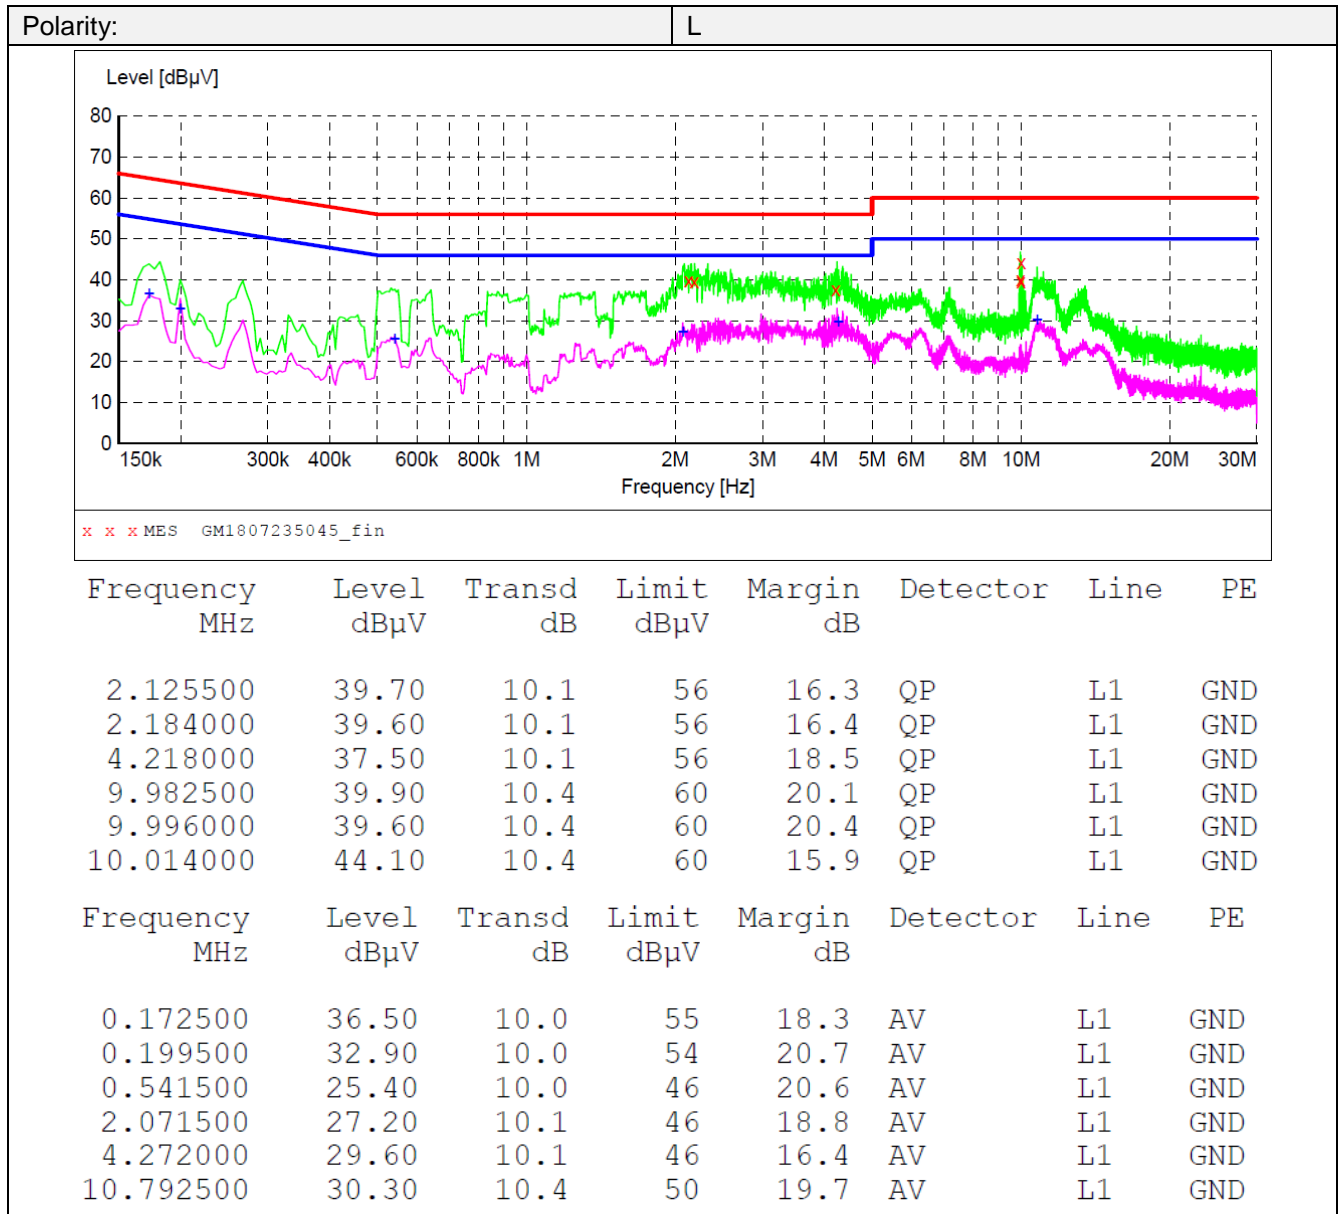 Polarity: L
Level [dBµV]
80
70
60
50
40
30
20
10
0
150k 300k 400k 600k 800k 1M 2M 3M 4M 5M 6M 8M 10M 20M 30M
Frequency [Hz]
x x x MES GM1807235045_fin
Frequency Level Transd Limit Margin Detector Line PE
MHz dBµV dB dBµV dB
2.125500 39.70 10.1 56 16.3 QP L1 GND
2.184000 39.60 10.1 56 16.4 QP L1 GND
4.218000 37.50 10.1 56 18.5 QP L1 GND
9.982500 39.90 10.4 60 20.1 QP L1 GND
9.996000 39.60 10.4 60 20.4 QP L1 GND
10.014000 44.10 10.4 60 15.9 QP L1 GND
Frequency Level Transd Limit Margin Detector Line PE
MHz dBµV dB dBµV dB
0.172500 36.50 10.0 55 18.3 AV L1 GND
0.199500 32.90 10.0 54 20.7 AV L1 GND
0.541500 25.40 10.0 46 20.6 AV L1 GND
2.071500 27.20 10.1 46 18.8 AV L1 GND
4.272000 29.60 10.1 46 16.4 AV L1 GND
10.792500 30.30 10.4 50 19.7 AV L1 GND